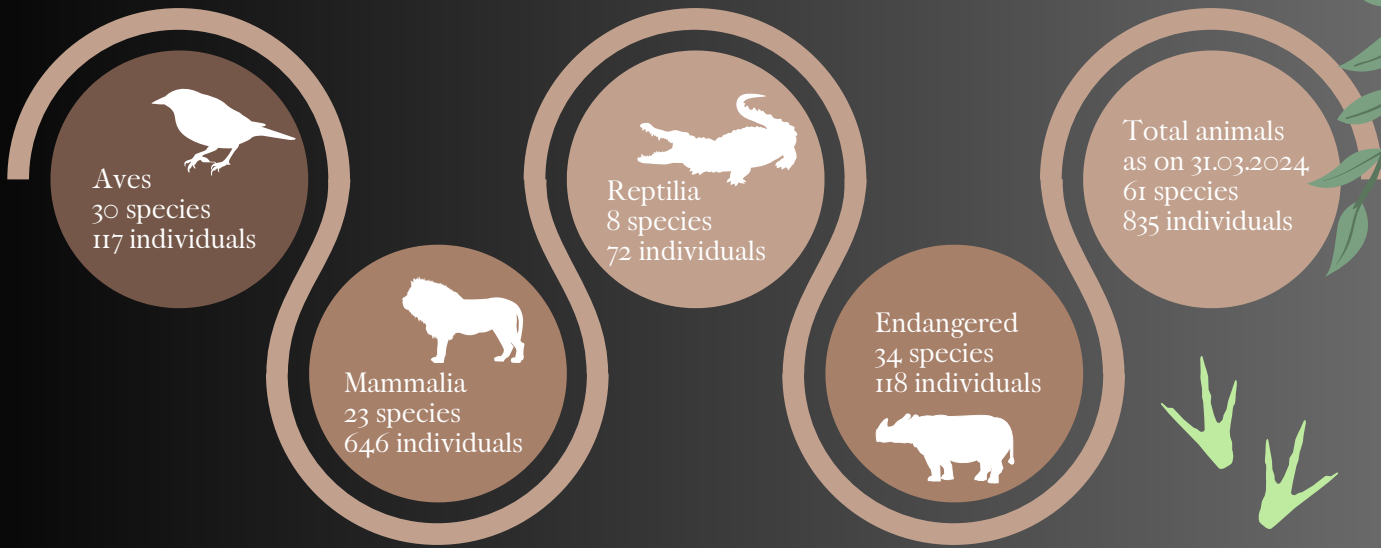 Aves
30 species
117 individuals
Mammalia
23 species
646 individuals
Reptilia
8 species
72 individuals
Endangered
34 species
118 individuals
Total animals
as on 31.03.2024
61 species
835 individuals